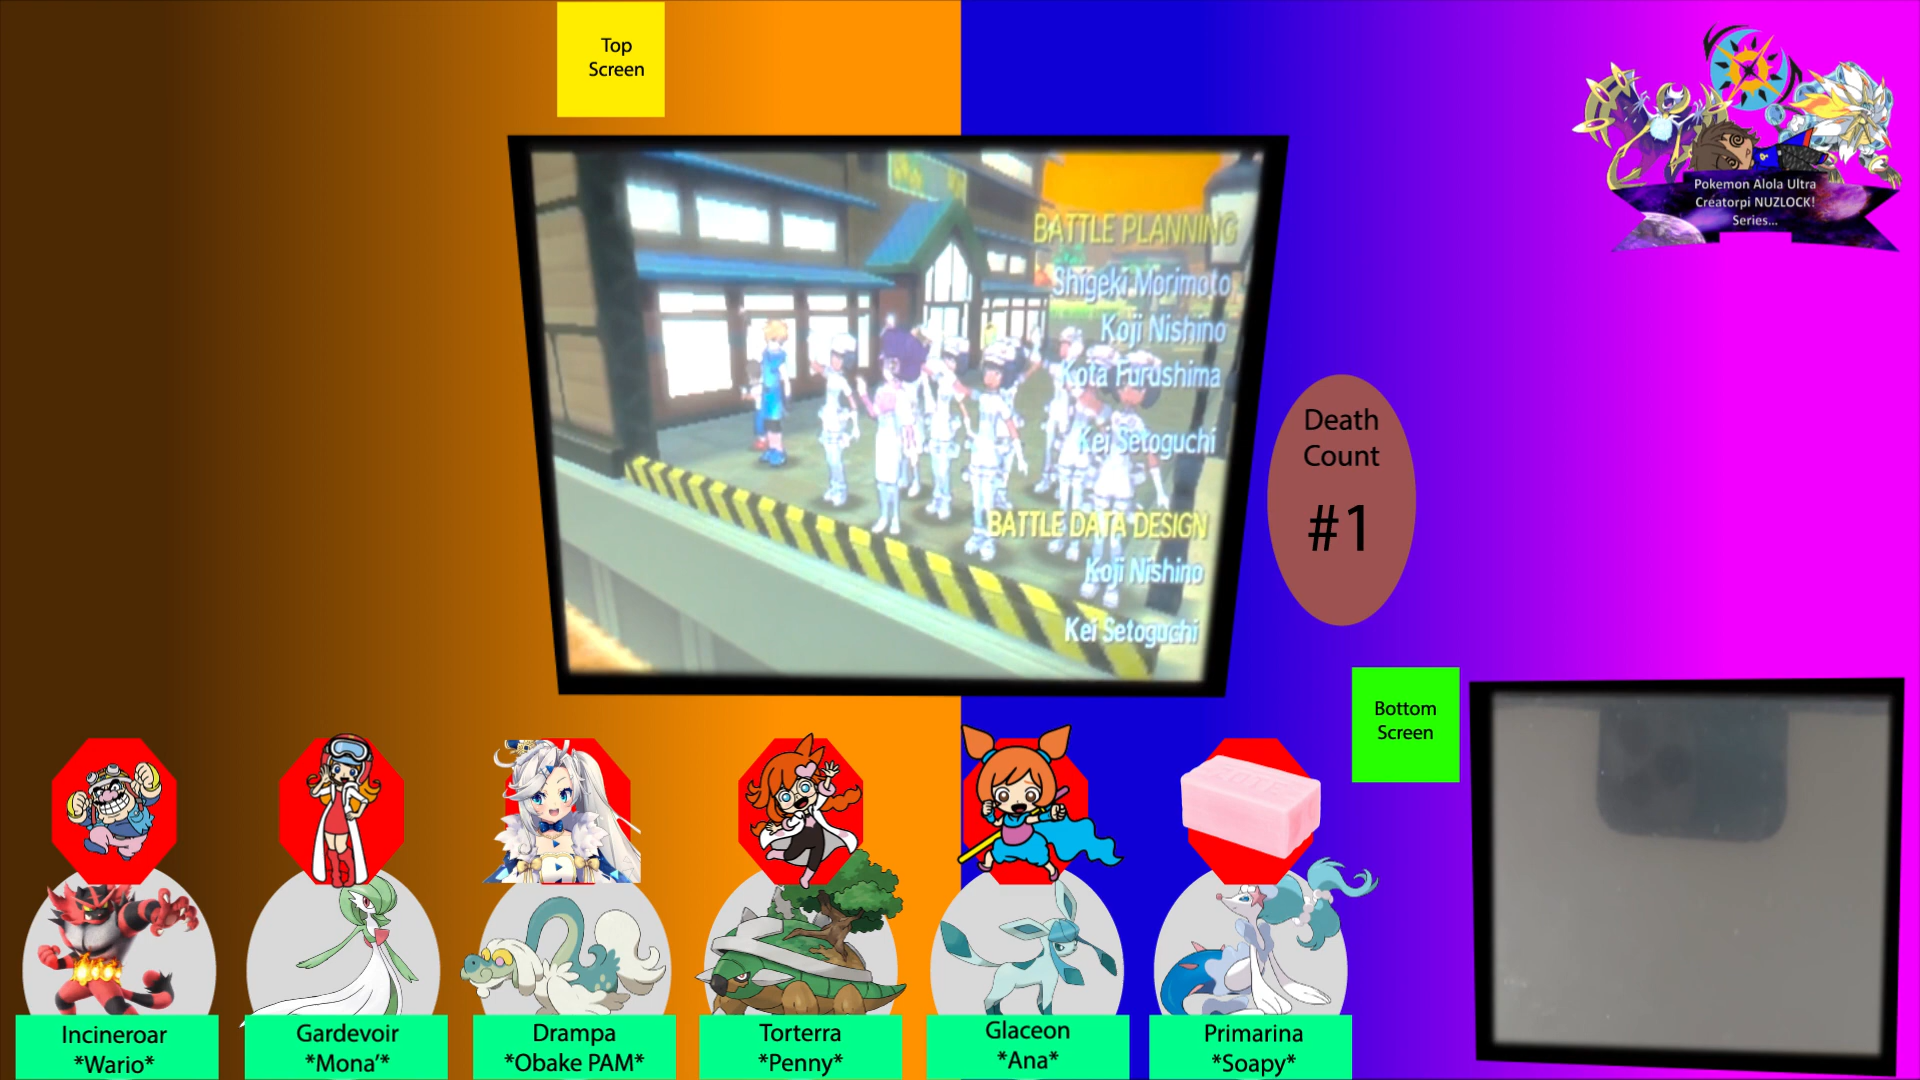 Top
Screen
Pokemon Alola Ultra
Creatorpi NUZLOCK!
Series...
BATTLE PLANNING
Shigeki Morimoto
Koji Nishino
Kota Furushima
Kei Setoguchi
BATTLE DATA DESIGN
Koji Nishino
Kei Setoguchi
Death
Count
#1
Bottom
Screen
Incineroar
*Wario*
Gardevoir
*Mona’*
Drampa
*Obake PAM*
Torterra
*Penny*
Glaceon
*Ana*
Primarina
*Soapy*